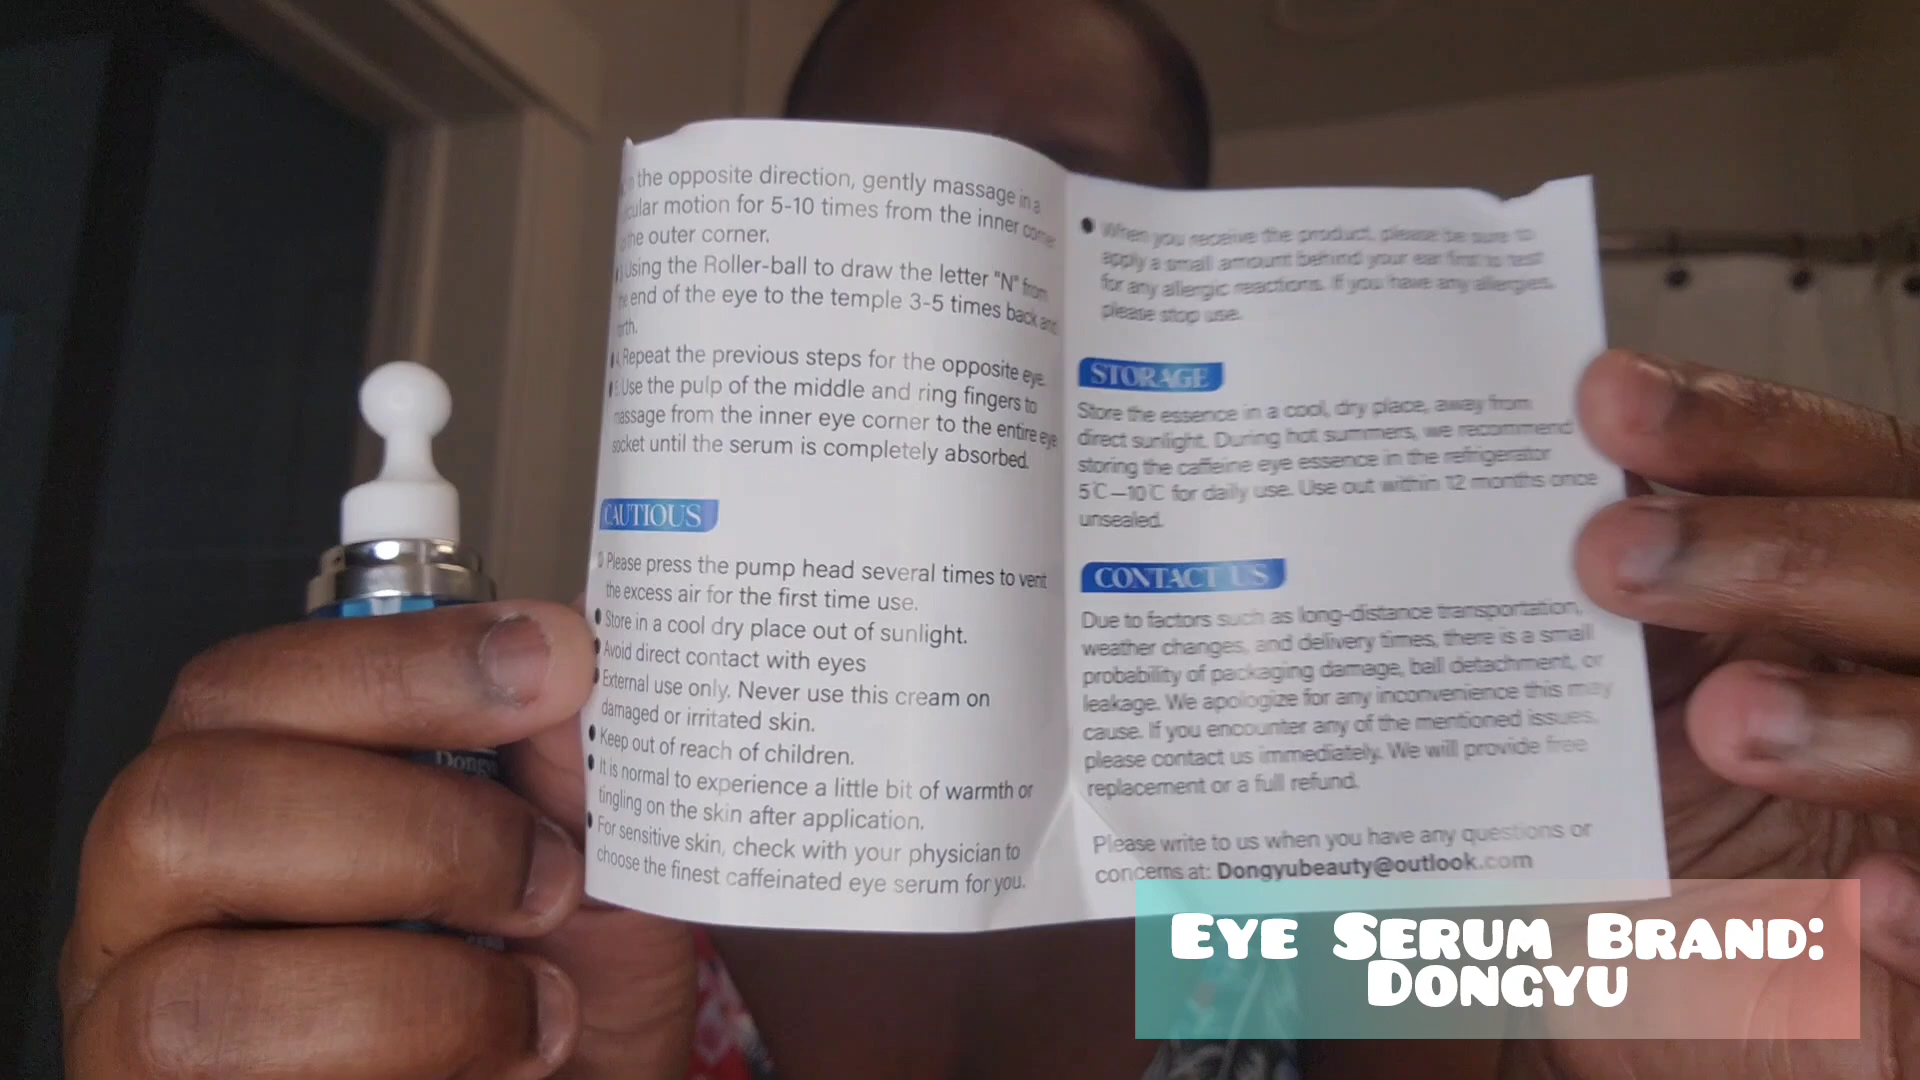 the opposite direction, gently massage in a
cular motion for 5-10 times from the inner corner
the outer corner.
Using the Roller-ball to draw the letter "N" from
end of the eye to the temple 3-5 times back and
rth.
Repeat the previous steps for the opposite eye.
Use the pulp of the middle and ring fingers to
massage from the inner eye corner to the entire eye
socket until the serum is completely absorbed.
CAUTIOUS
Please press the pump head several times to vent
the excess air for the first time use.
Store in a cool dry place out of sunlight.
Avoid direct contact with eyes
External use only. Never use this cream on
damaged or irritated skin.
Keep out of reach of children.
It is normal to experience a little bit of warmth or
tingling on the skin after application.
For sensitive skin, check with your physician to
choose the finest caffeinated eye serum for you.
When you receive the product, please be sure to
apply a small amount behind your ear first to test
for any allergic reactions. If you have any allergies,
please stop use.
STORAGE
Store the essence in a cool, dry place, away from
direct sunlight. During hot summers, we recommend
storing the caffeine eye essence in the refrigerator
5℃—10℃ for daily use. Use out within 12 months once
unsealed.
CONTACT US
Due to factors such as long-distance transportation,
weather changes, and delivery times, there is a small
probability of packaging damage, ball detachment, or
leakage. We apologize for any inconvenience this may
cause. If you encounter any of the mentioned issues,
please contact us immediately. We will provide free
replacement or a full refund.
Please write to us when you have any questions or
concerns at: Dongyubeauty@outlook.com
Dongy
Eye Serum Brand:
Dongyu